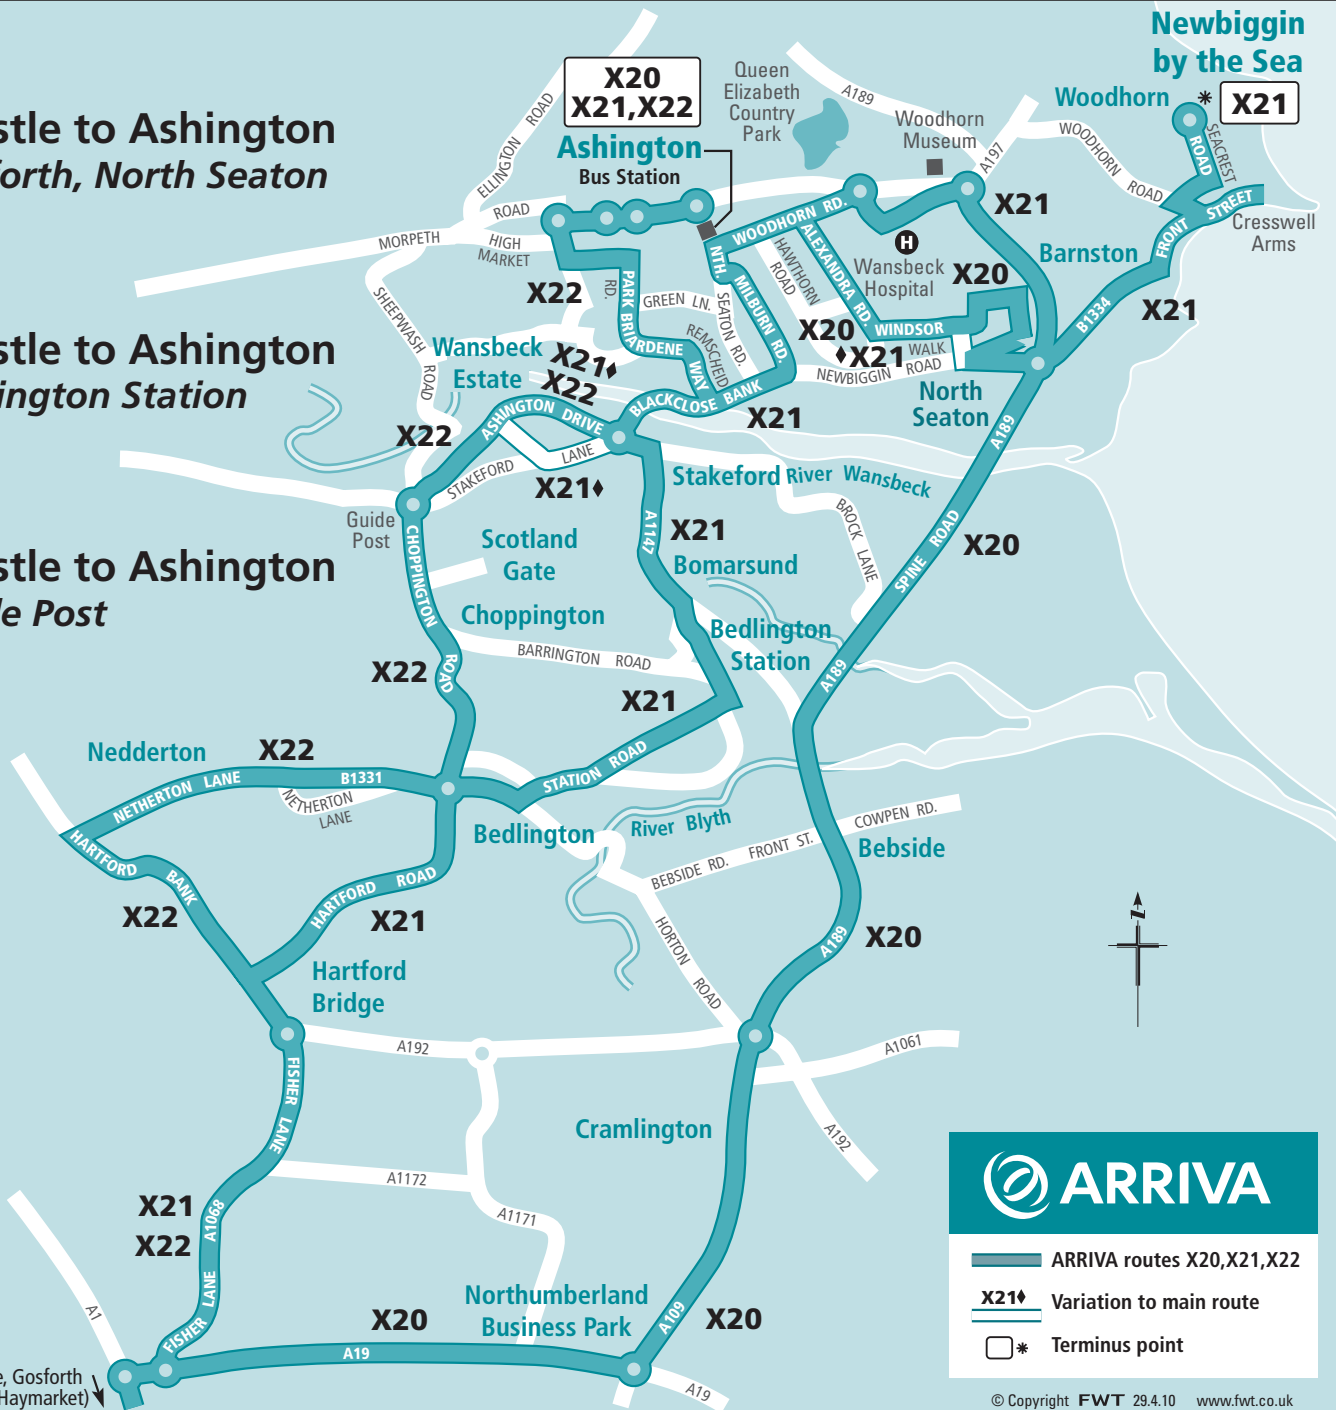 Newbiggin
by the Sea
X21
Woodhorn
ROAD
SEACREST
FRONT STREET
Cresswell
Arms
X20
X21,X22
Ashington
Bus Station
Queen
Elizabeth
Country
Park
A189
Woodhorn
Museum
A197
WOODHORN ROAD
stle to Ashington
orth, North Seaton
ELLINGTON ROAD
MORPETH ROAD
HIGH
MARKET
X22
RD.
PARK
BRIARDENE
WAY
GREEN LN.
REMSCHEID
NTH.
SEATON RD.
MILBURN RD.
WOODHORN RD.
HAWTHORN
ROAD
ALEXANDRA RD.
H
Wansbeck
Hospital
X20
X21
Barnston
X21
B1334
X20
♦X21
WINDSOR
WALK
NEWBIGGIN ROAD
North
Seaton
SHEEPWASH ROAD
stle to Ashington
ington Station
Wansbeck
Estate
X21♦
X22
ASHINGTON DRIVE
BLACKCLOSE BANK
X21
X22
STAKEFORD LANE
X21♦
Stakeford
River Wansbeck
A189
Guide
Post
CHOPPINGTON ROAD
Scotland
Gate
A1147
X21
Bomarsund
BROCK LANE
SPINE ROAD
X20
stle to Ashington
le Post
Choppington
BARRINGTON ROAD
Bedlington
Station
A189
X22
X21
Nedderton
X22
NETHERTON LANE
B1331
NETHERTON
LANE
STATION ROAD
Bedlington
River Blyth
BEBSIDE RD.
FRONT ST.
COWPEN RD.
Bebside
HARTFORD BANK
X22
HARTFORD ROAD
X21
HORTON ROAD
A189
X20
Hartford
Bridge
A192
A1061
FISHER LANE
Cramlington
A192
A1172
A1171
X21
X22
A1068
FISHER LANE
A1
Northumberland
Business Park
X20
A19
A109
X20
A19
e, Gosforth
Haymarket)
ARRIVA
ARRIVA routes X20,X21,X22
X21♦ Variation to main route
* Terminus point
© Copyright FWT 29.4.10 www.fwt.co.uk